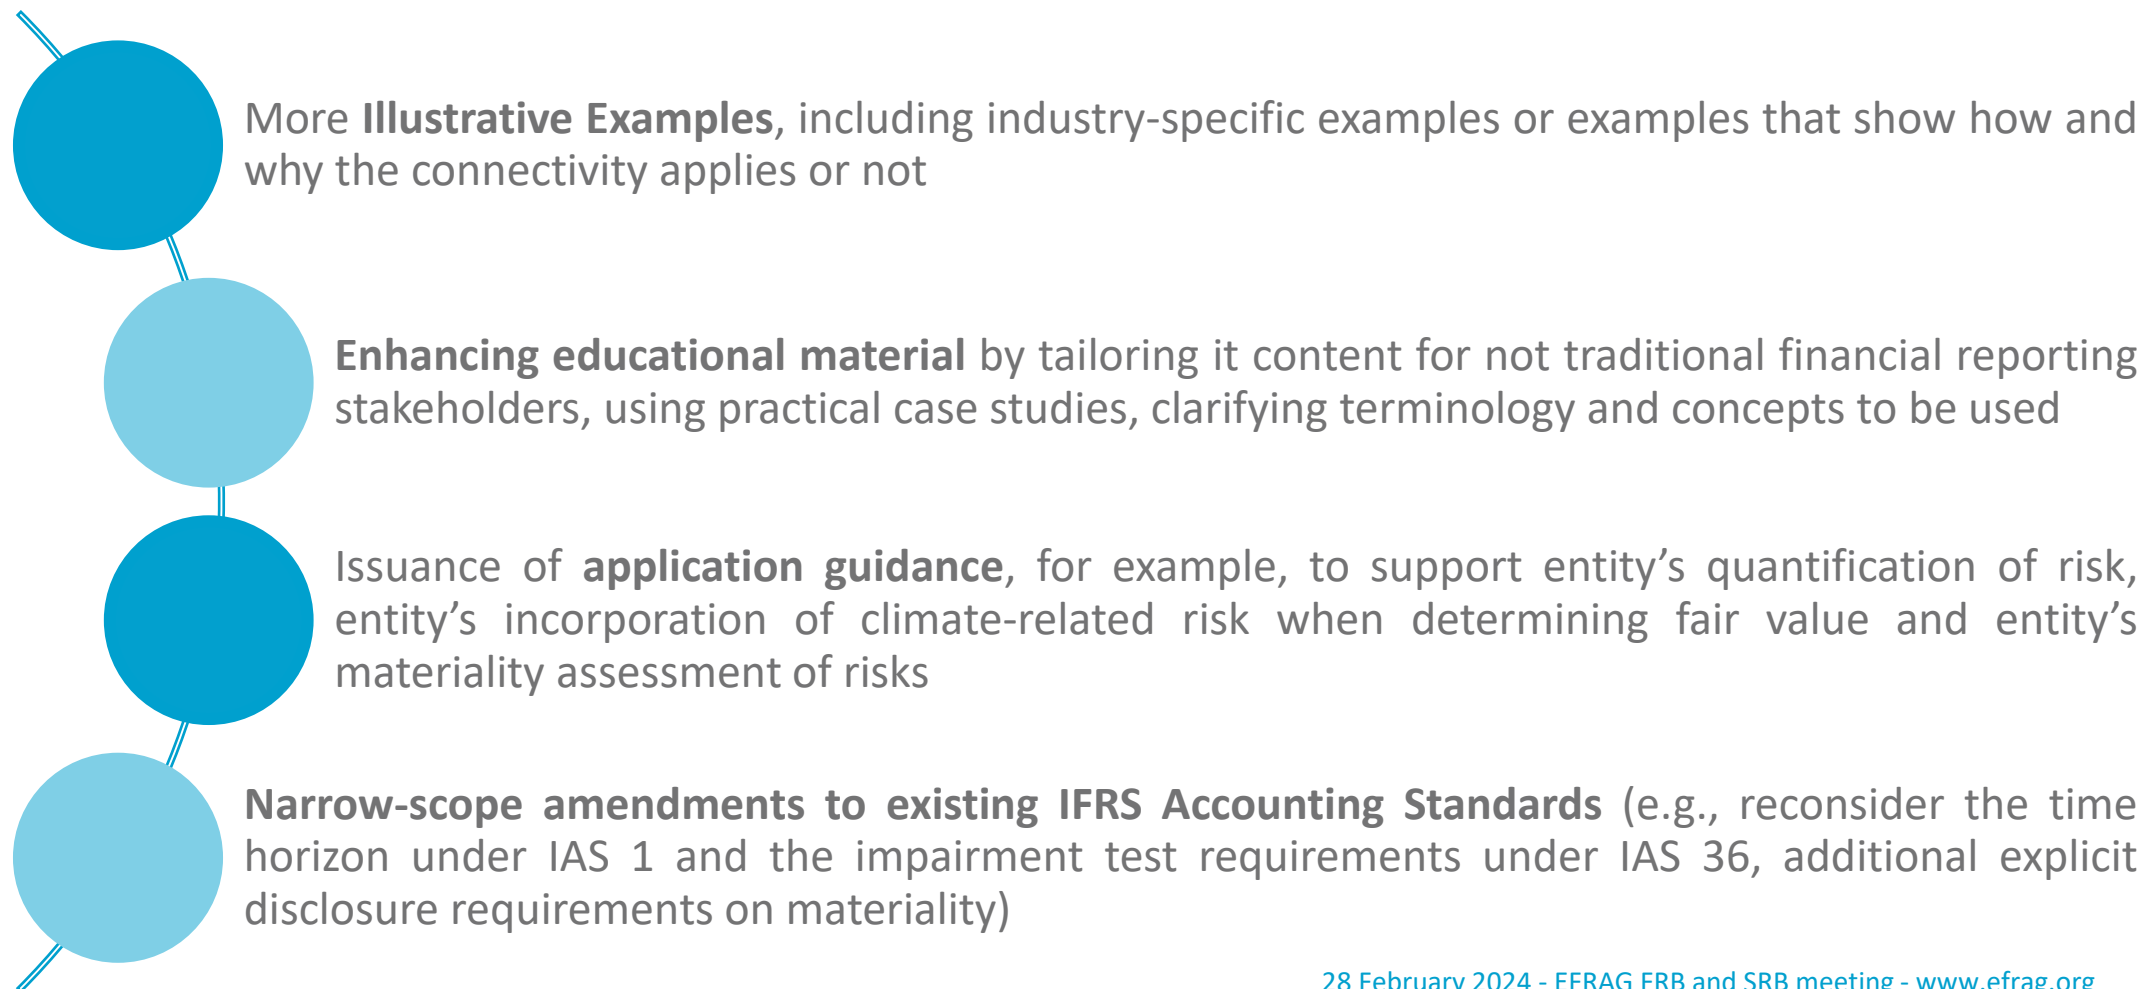 More Illustrative Examples, including industry-specific examples or examples that show how and
why the connectivity applies or not
Enhancing educational material by tailoring it content for not traditional financial reporting
stakeholders, using practical case studies, clarifying terminology and concepts to be used
Issuance of application guidance, for example, to support entity’s quantification of risk,
entity’s incorporation of climate-related risk when determining fair value and entity’s
materiality assessment of risks
Narrow-scope amendments to existing IFRS Accounting Standards (e.g., reconsider the time
horizon under IAS 1 and the impairment test requirements under IAS 36, additional explicit
disclosure requirements on materiality)
28 February 2024 - EFRAG FRB and SRB meeting - www.efrag.org